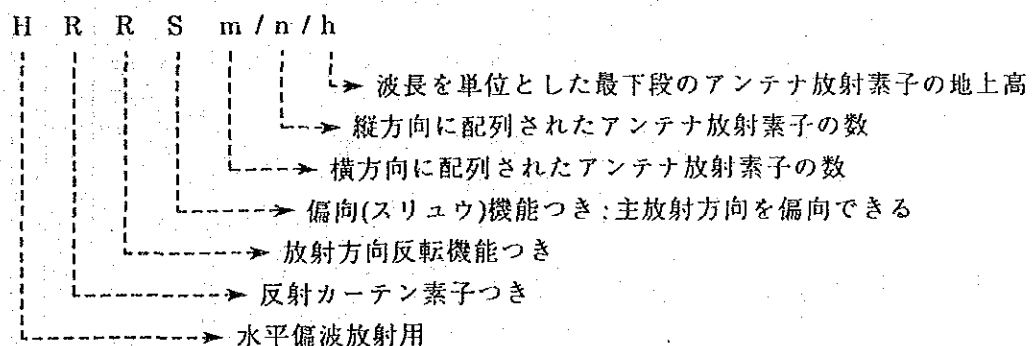 H R R S m / n / h
波長を単位とした最下段のアンテナ放射素子の地上高
縦方向に配列されたアンテナ放射素子の数
横方向に配列されたアンテナ放射素子の数
偏向(スリュウ)機能つき:主放射方向を偏向できる
放射方向反転機能つき
反射カーテン素子つき
水平偏波放射用